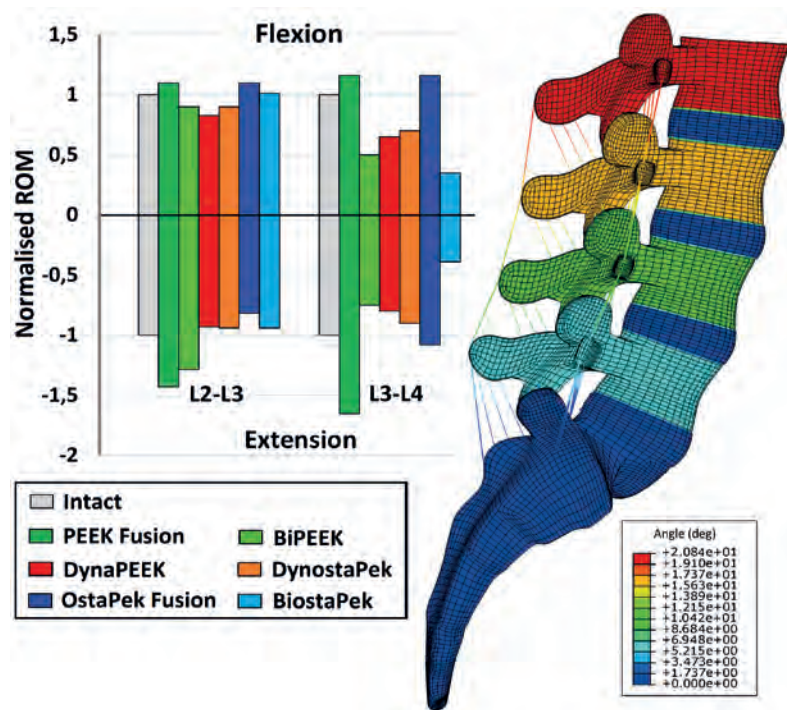 Flexion
1,5
1
0,5
0
-0,5
-1
-1,5
-2
Normalised ROM
L2-L3
L3-L4
Extension
Intact
PEEK Fusion
BiPEEK
DynaPEEK
DynostaPek
OstaPek Fusion
BiostaPek
Angle (deg)
+2.084e+01
+1.910e+01
+1.737e+01
+1.563e+01
+1.389e+01
+1.215e+01
+1.042e+01
+8.684e+00
+6.948e+00
+5.215e+00
+3.473e+00
+1.737e+00
+0.000e+00